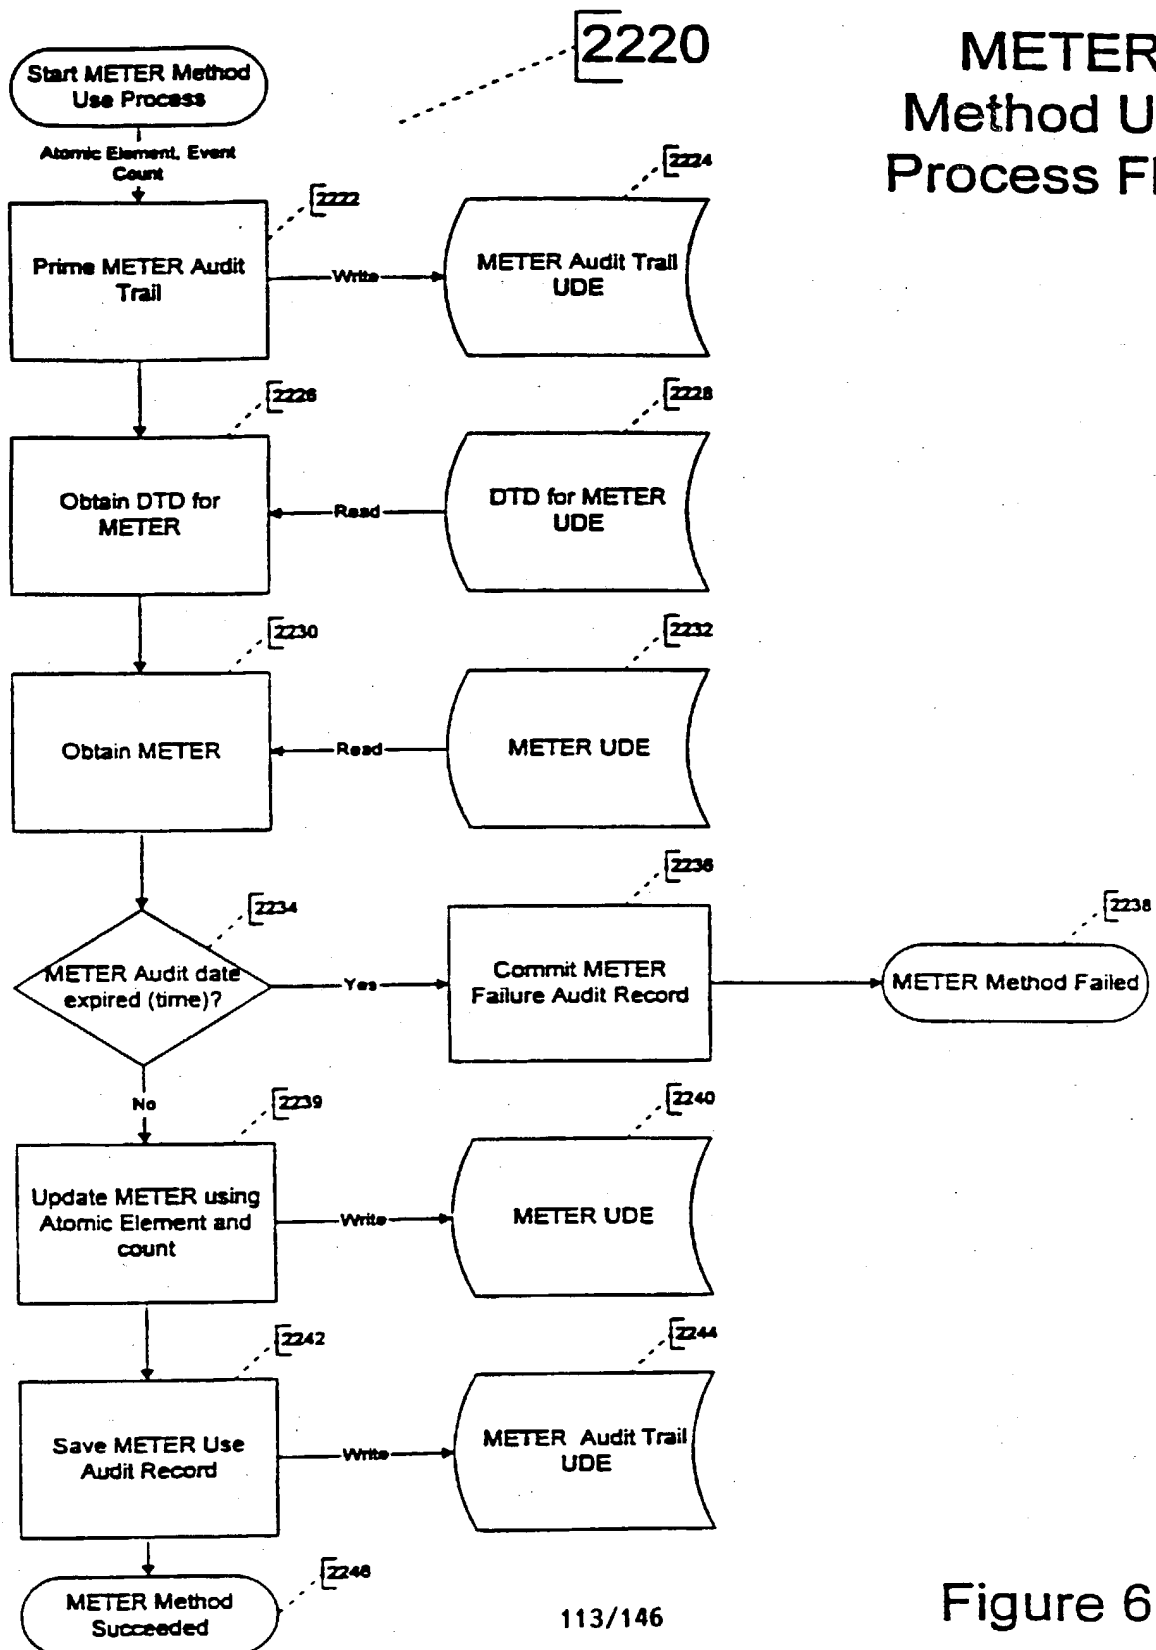 2220
METER
Method U
Process Fl
Start METER Method
Use Process
Atomic Element, Event
Count
2222
2224
Prime METER Audit
Trail
Write
METER Audit Trail
UDE
2226
2228
Obtain DTD for
METER
Read
DTD for METER
UDE
2230
2232
Obtain METER
Read
METER UDE
2234
2236
2238
METER Audit date
expired (time)?
Yes
Commit METER
Failure Audit Record
METER Method Failed
No
2239
2240
Update METER using
Atomic Element and
count
Write
METER UDE
2242
2244
Save METER Use
Audit Record
Write
METER Audit Trail
UDE
2246
METER Method
Succeeded
113/146
Figure 6